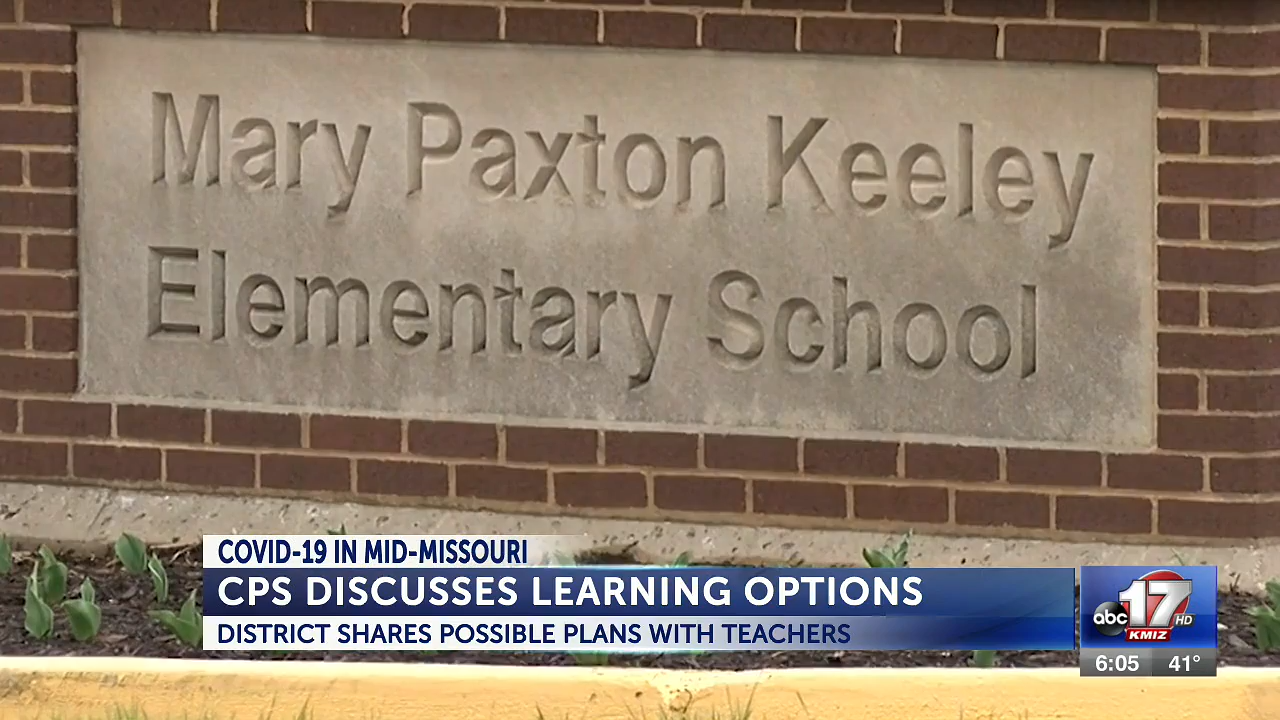 Mary Paxton Keeley
Elementary School
COVID-19 IN MID-MISSOURI
CPS DISCUSSES LEARNING OPTIONS
DISTRICT SHARES POSSIBLE PLANS WITH TEACHERS
abc 17 HD
KMIZ
6:05 41°